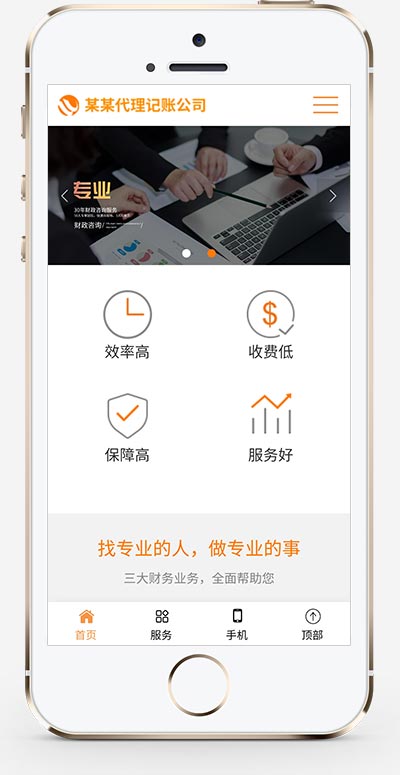 某某代理记账公司
专业
30年财政咨询服务
财政咨询/
$
效率高
收费低
保障高
服务好
找专业的人，做专业的事
三大财务业务，全面帮助您
首页
服务
手机
顶部